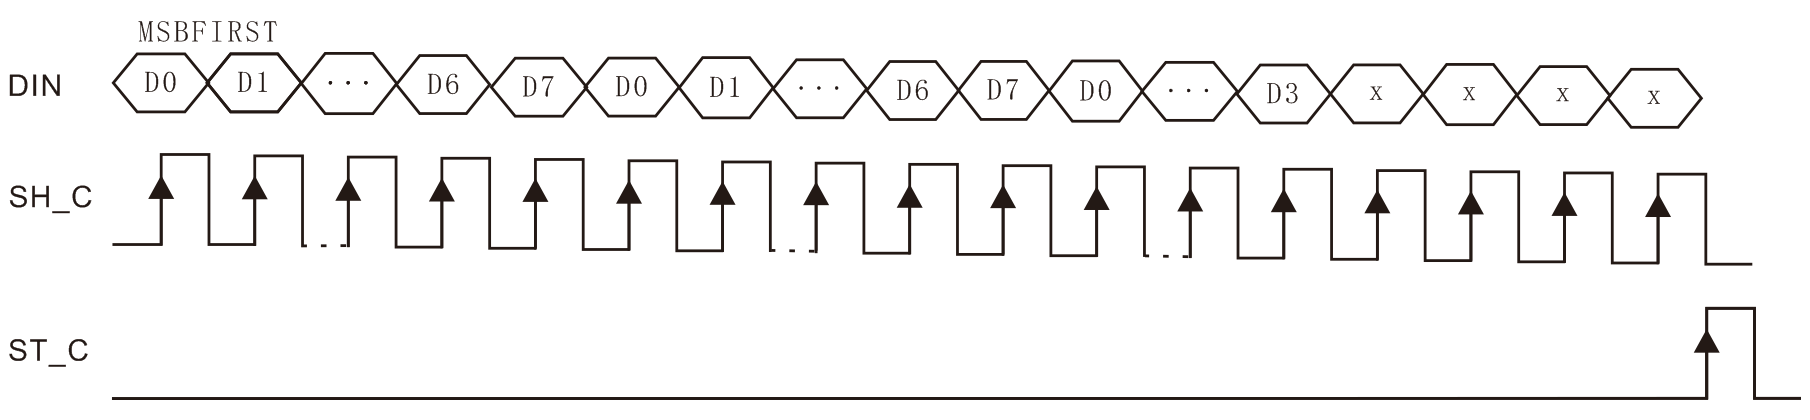 MSBFIRST
DIN D0 D1 ··· D6 D7 D0 D1 ··· D6 D7 D0 ··· D3 x x x x
SH_C
ST_C